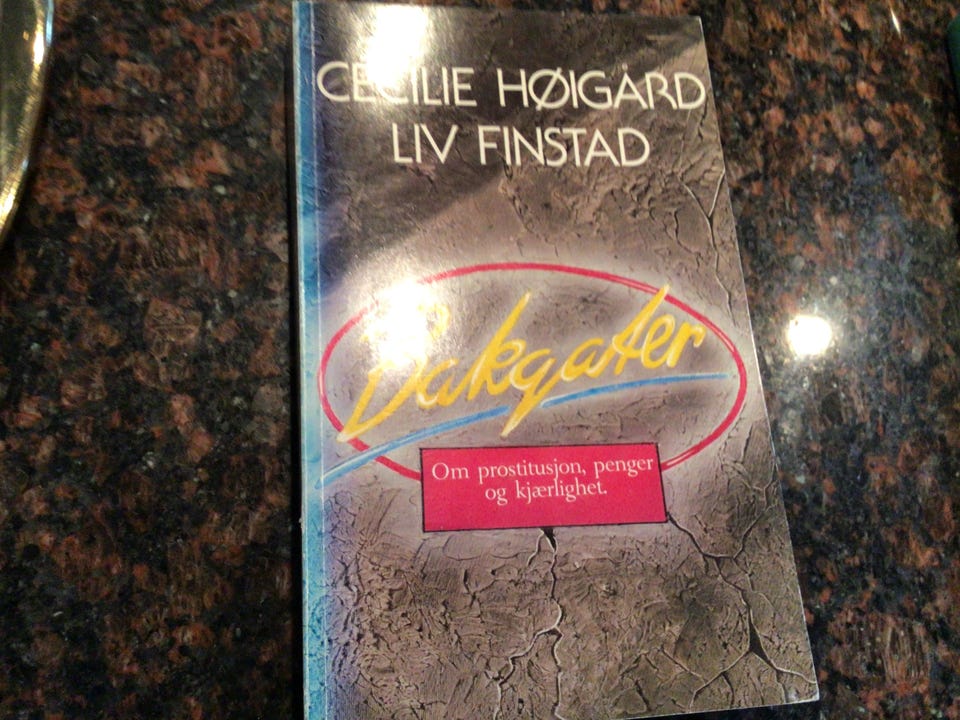 CECILIE HØIGÅRD
LIV FINSTAD
Bakgater
Om prostitusjon, penger
og kjærlighet.